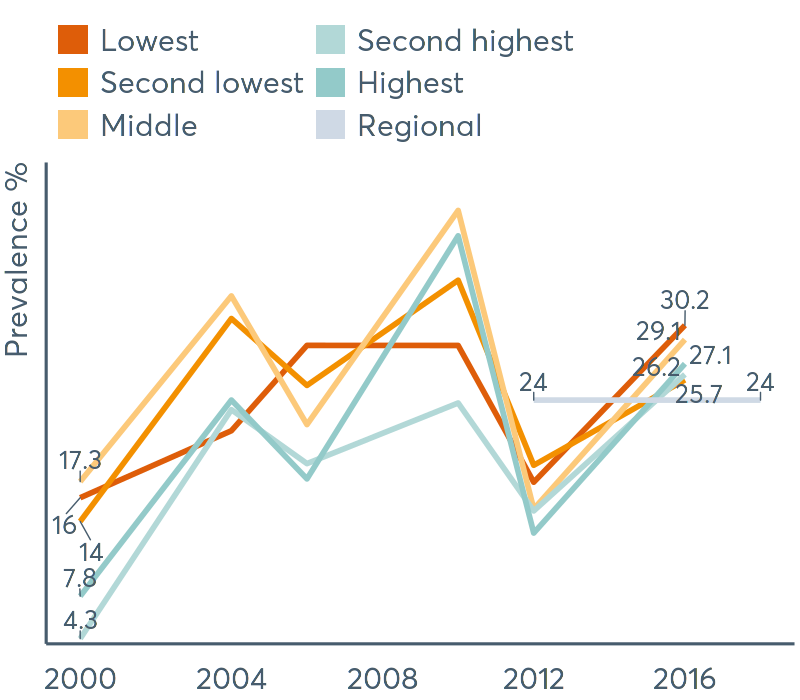 Lowest
Second lowest
Middle
Second highest
Highest
Regional
Prevalence %
30.2
29.1
27.1
26.2
25.7
24
24
17.3
16
14
7.8
4.3
2000 2004 2008 2012 2016